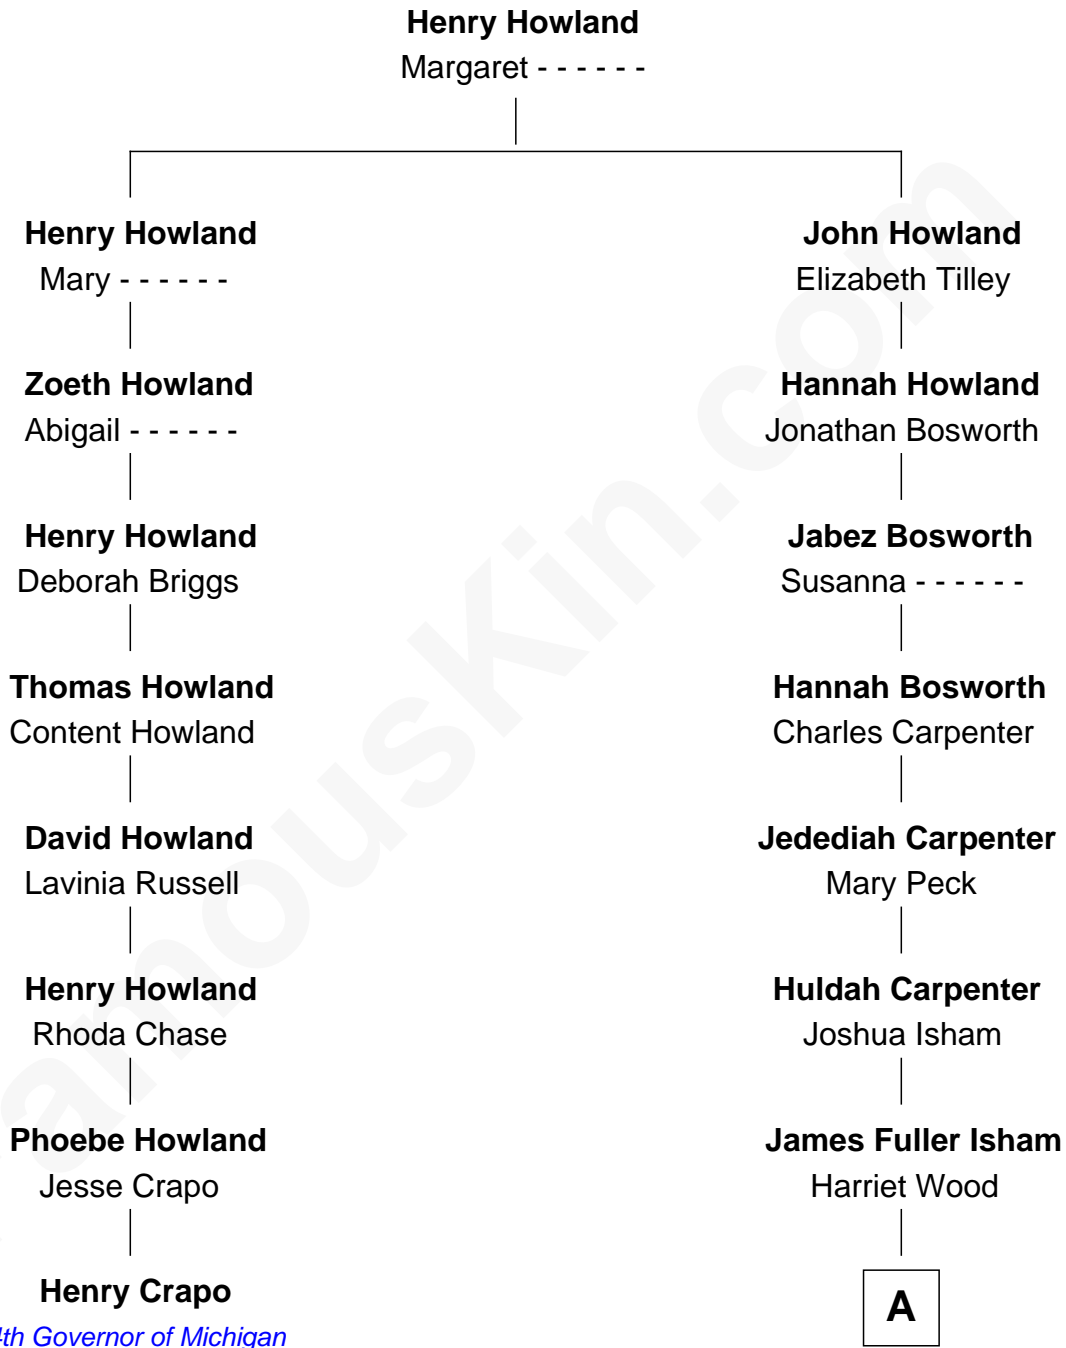 Henry Howland
Margaret - - - - - -
Henry Howland
Mary - - - - - -
John Howland
Elizabeth Tilley
Zoeth Howland
Abigail - - - - - -
Hannah Howland
Jonathan Bosworth
Henry Howland
Deborah Briggs
Jabez Bosworth
Susanna - - - - - -
Thomas Howland
Content Howland
Hannah Bosworth
Charles Carpenter
David Howland
Lavinia Russell
Jedediah Carpenter
Mary Peck
Henry Howland
Rhoda Chase
Huldah Carpenter
Joshua Isham
Phoebe Howland
Jesse Crapo
James Fuller Isham
Harriet Wood
Henry Crapo
4th Governor of Michigan
A
amousKin.com